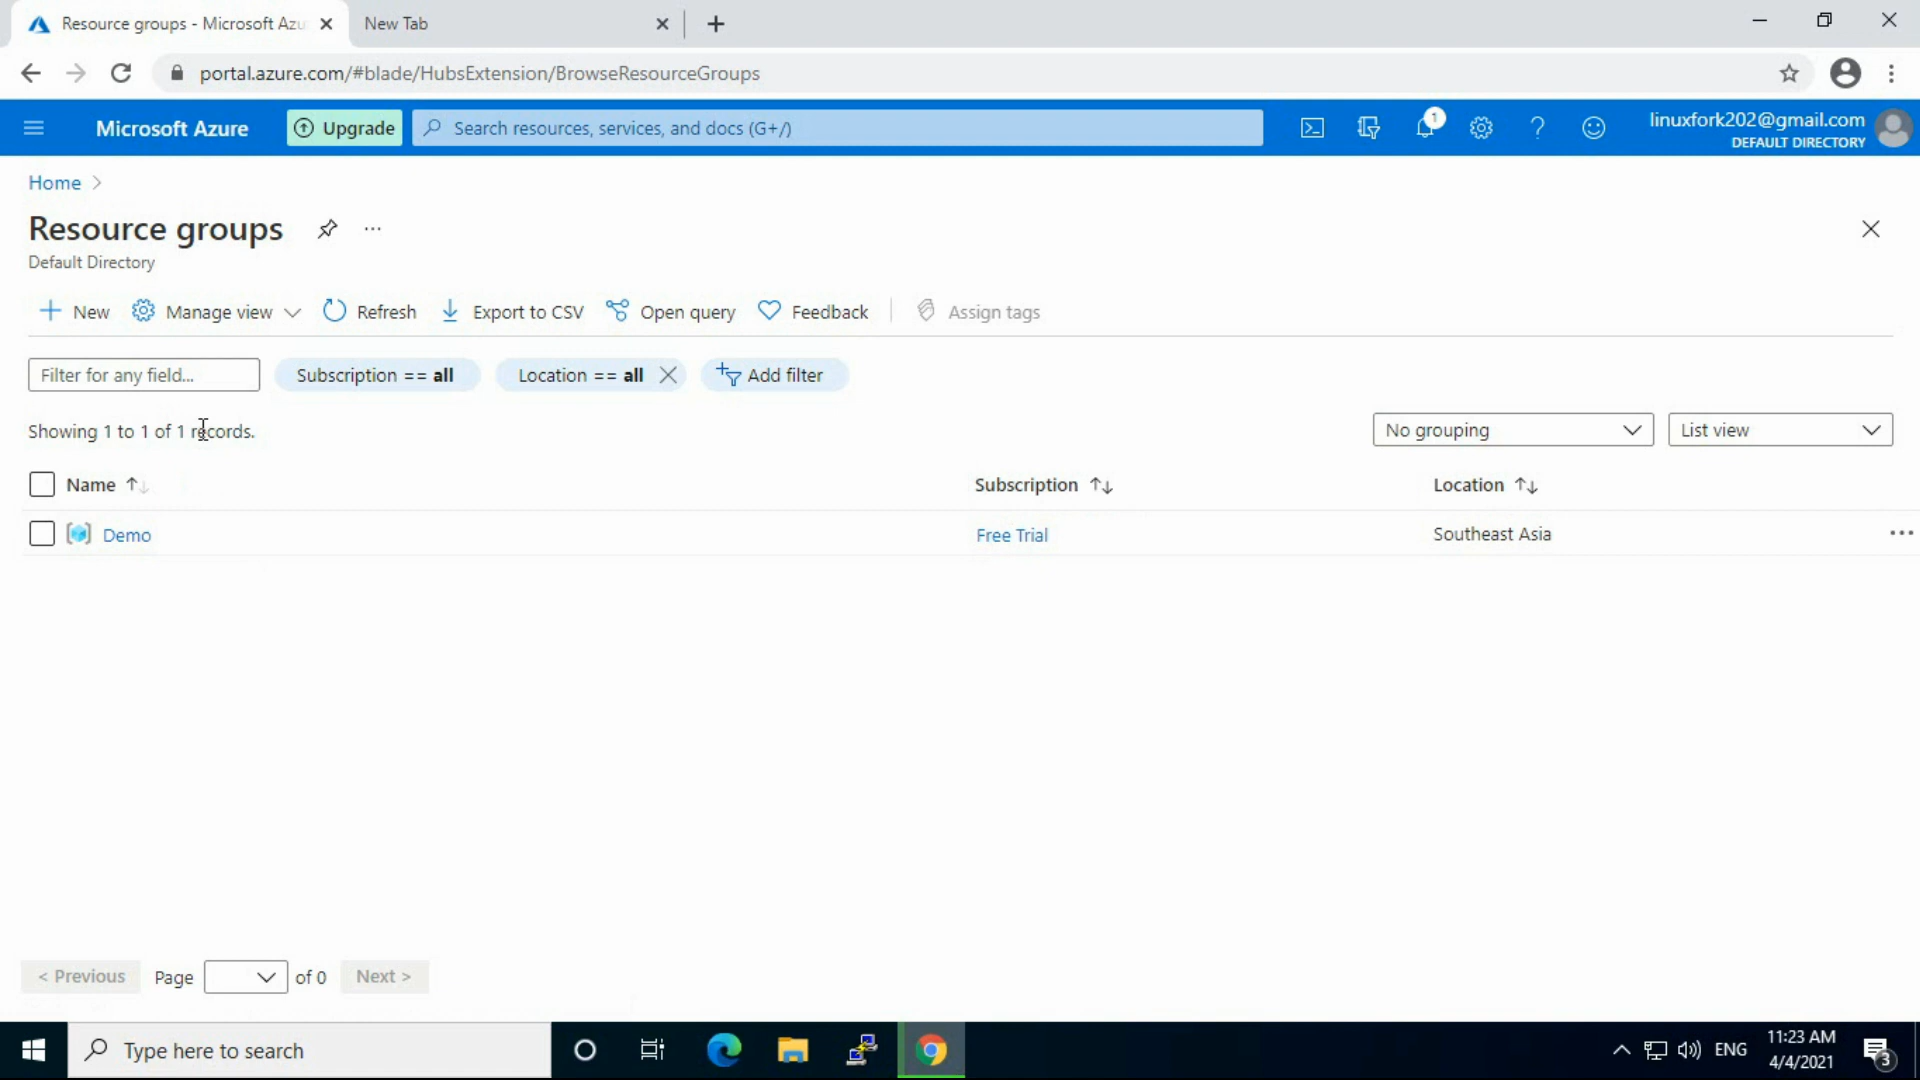 Resource groups - Microsoft Azu
New Tab
portal.azure.com/#blade/HubsExtension/BrowseResourceGroups
Microsoft Azure
Upgrade
Search resources, services, and docs (G+/)
1
linuxfork202@gmail.com
DEFAULT DIRECTORY
Home
Resource groups
Default Directory
New
Manage view
Refresh
Export to CSV
Open query
Feedback
Assign tags
Filter for any field...
Subscription == all
Location == all
Add filter
Showing 1 to 1 of 1 records.
No grouping
List view
Name
Subscription
Location
Demo
Free Trial
Southeast Asia
< Previous
Page
of 0
Next >
Type here to search
ENG
11:23 AM
4/4/2021
3